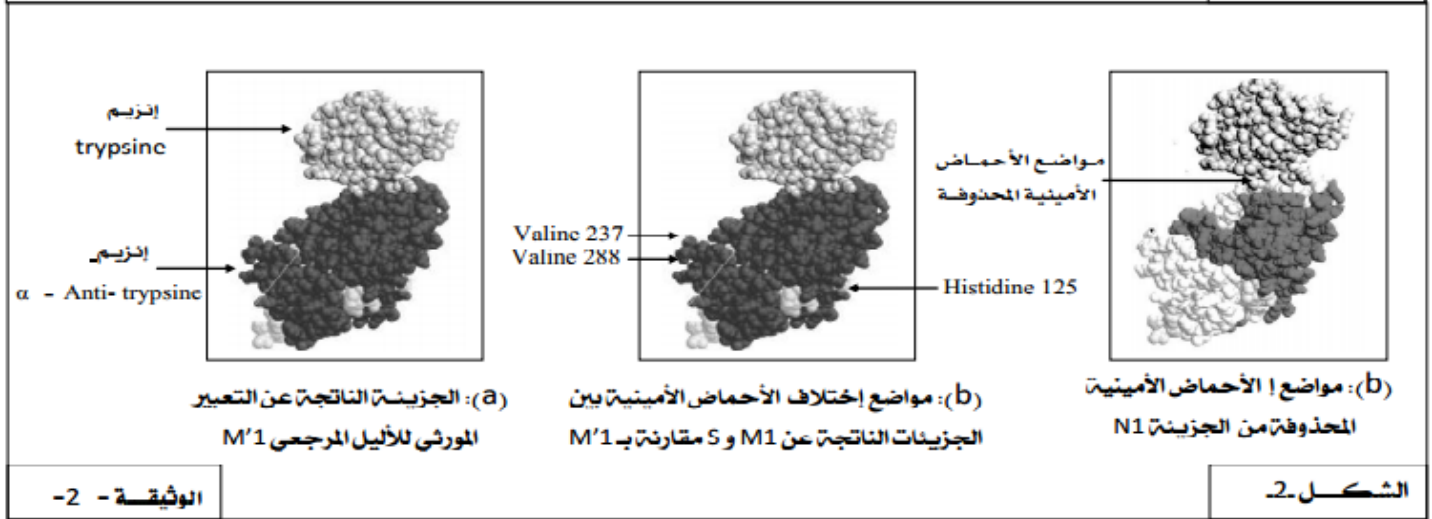 إنزيم
trypsine
إنزيم
α - Anti- trypsine
Valine 237
Valine 288
Histidine 125
مواضع الأحماض
الأمينية المحذوفة
(a): الجزيئة الناتجة عن التعبير
المورثي للأليل المرجعي M'1
(b): مواضع إختلاف الأحماض الأمينية بين
الجزيئات الناتجة عن M1 و S مقارنة بـ M'1
(b): مواضع إ الأحماض الأمينية
المحذوفة من الجزيئة N1
الوثيقة - 2-
الشكل -2-